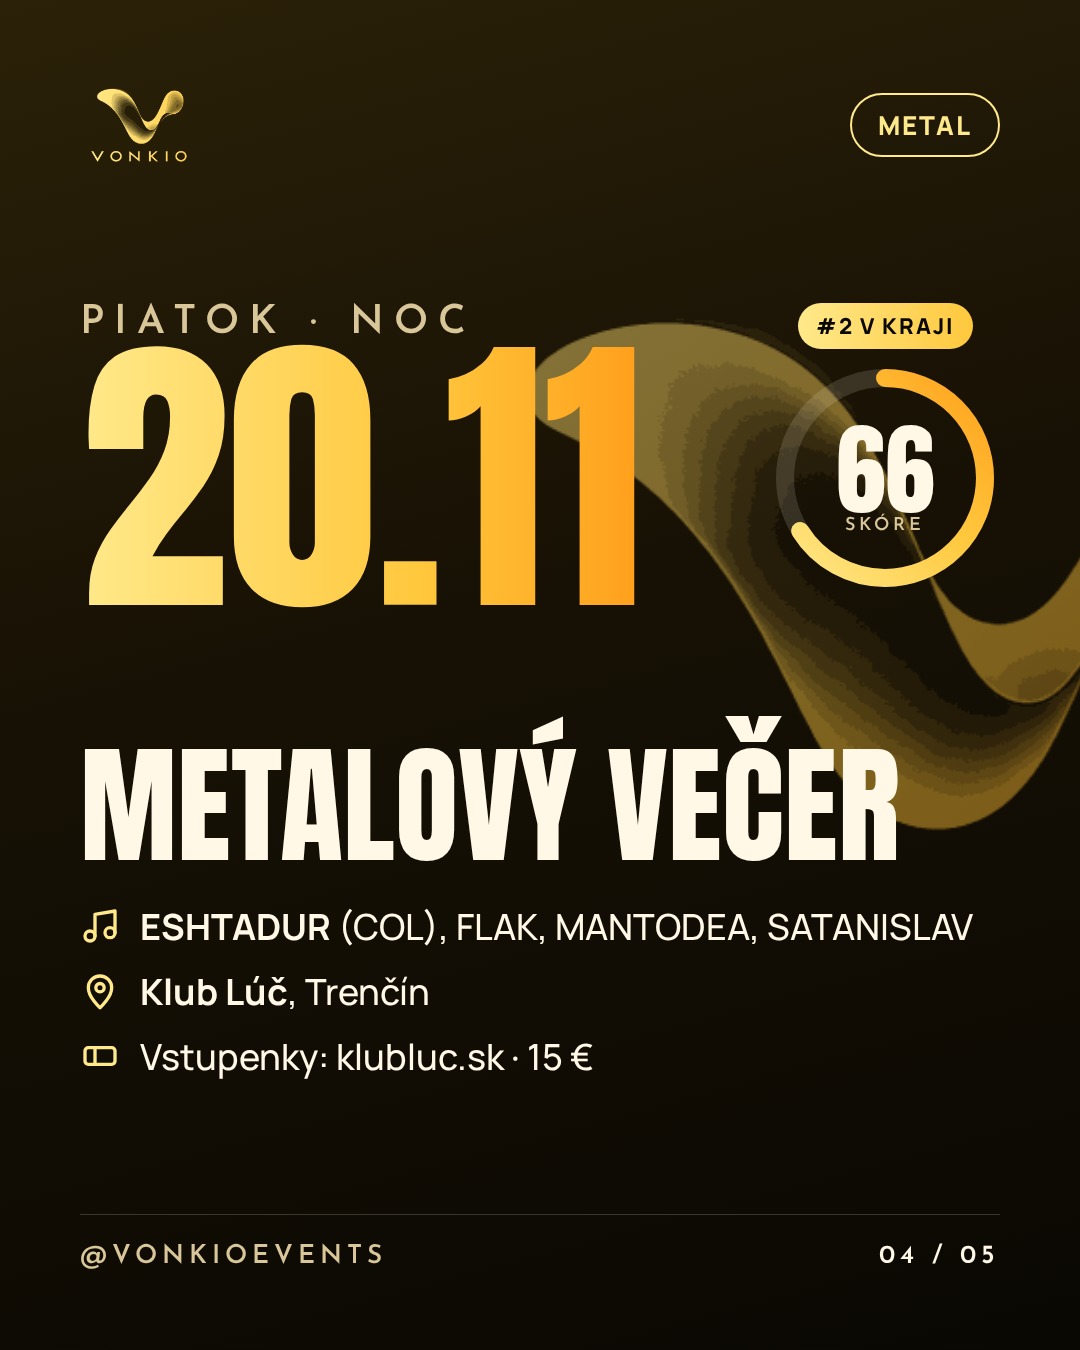 VONKIO
METAL
PIATOK · NOC
20.11
#2 V KRAJI
66
SKÓRE
METALOVÝ VEČER
ESHTADUR (COL), FLAK, MANTODEA, SATANISLAV
Klub Lúč, Trenčín
Vstupenky: klubluc.sk · 15 €
@VONKIOEVENTS
04 / 05